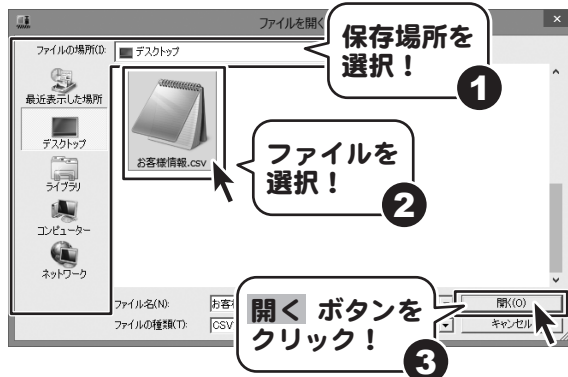 ファイルを開く
ファイルの場所(I):
デスクトップ
保存場所を
選択！
1
最近表示した場所
デスクトップ
ライブラリ
コンピューター
ネットワーク
お客様情報.csv
ファイルを
選択！
2
ファイル名(N):
お客
開く(O)
ファイルの種類(T):
CSV
キャンセル
開く ボタンを
クリック！
3